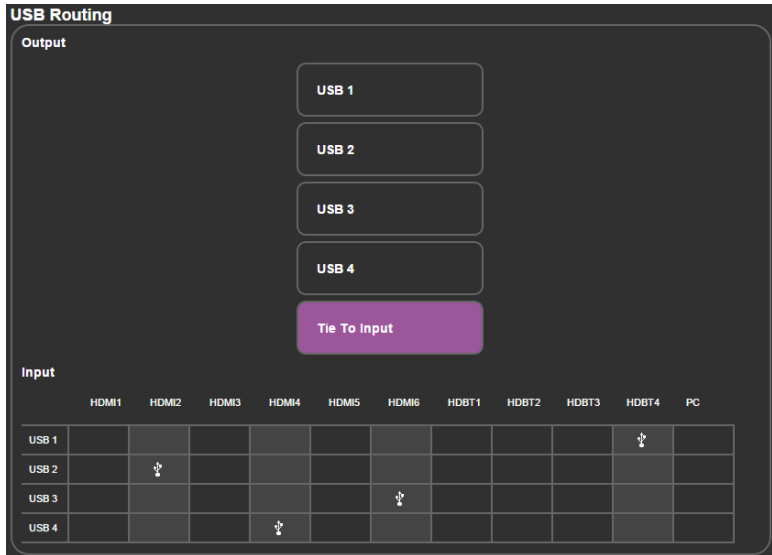 USB Routing
Output
USB 1
USB 2
USB 3
USB 4
Tie To Input
Input
HDMI1 HDMI2 HDMI3 HDMI4 HDMI5 HDMI6 HDBT1 HDBT2 HDBT3 HDBT4 PC
USB 1
USB 2
USB 3
USB 4